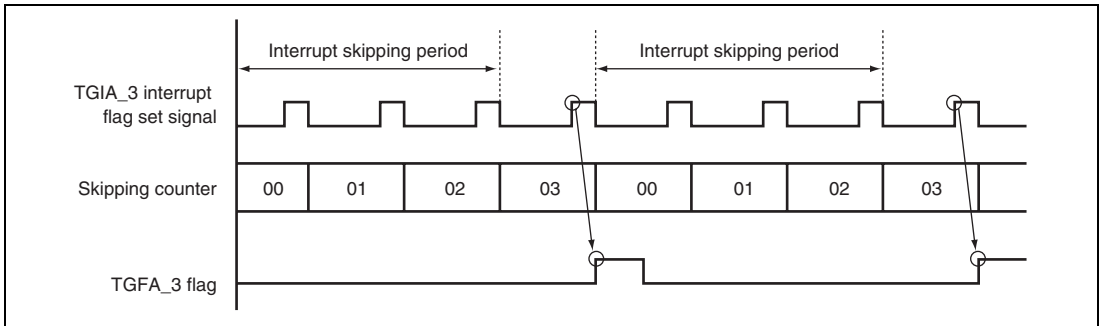 Interrupt skipping period Interrupt skipping period
TGIA_3 interrupt
flag set signal
Skipping counter 00 01 02 03 00 01 02 03
TGFA_3 flag